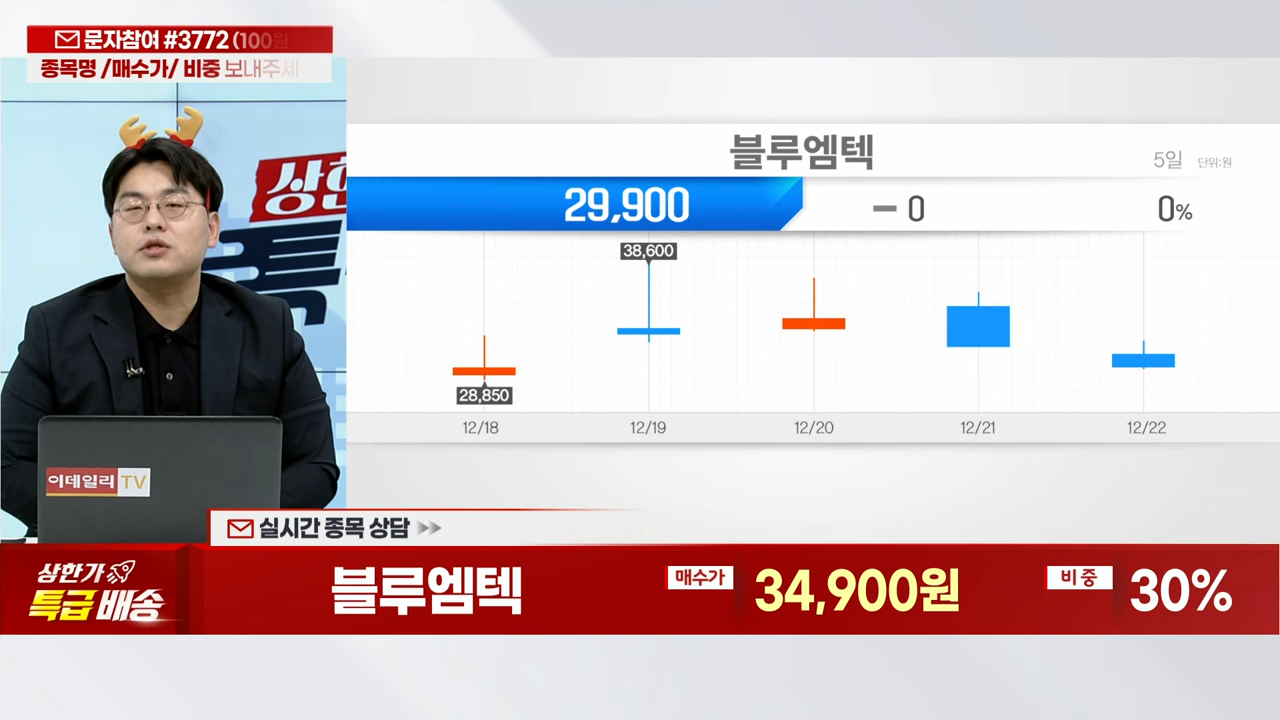 문자참여 #3772 (100원
종목명 /매수가/ 비중 보내주세
상한
특
블루엠텍
5일 단위:원
29,900 0 0%
38,600
28,850
12/18 12/19 12/20 12/21 12/22
이데일리 TV
실시간 종목 상담
상한가
특급 배송
블루엠텍 매수가 34,900원 비중 30%